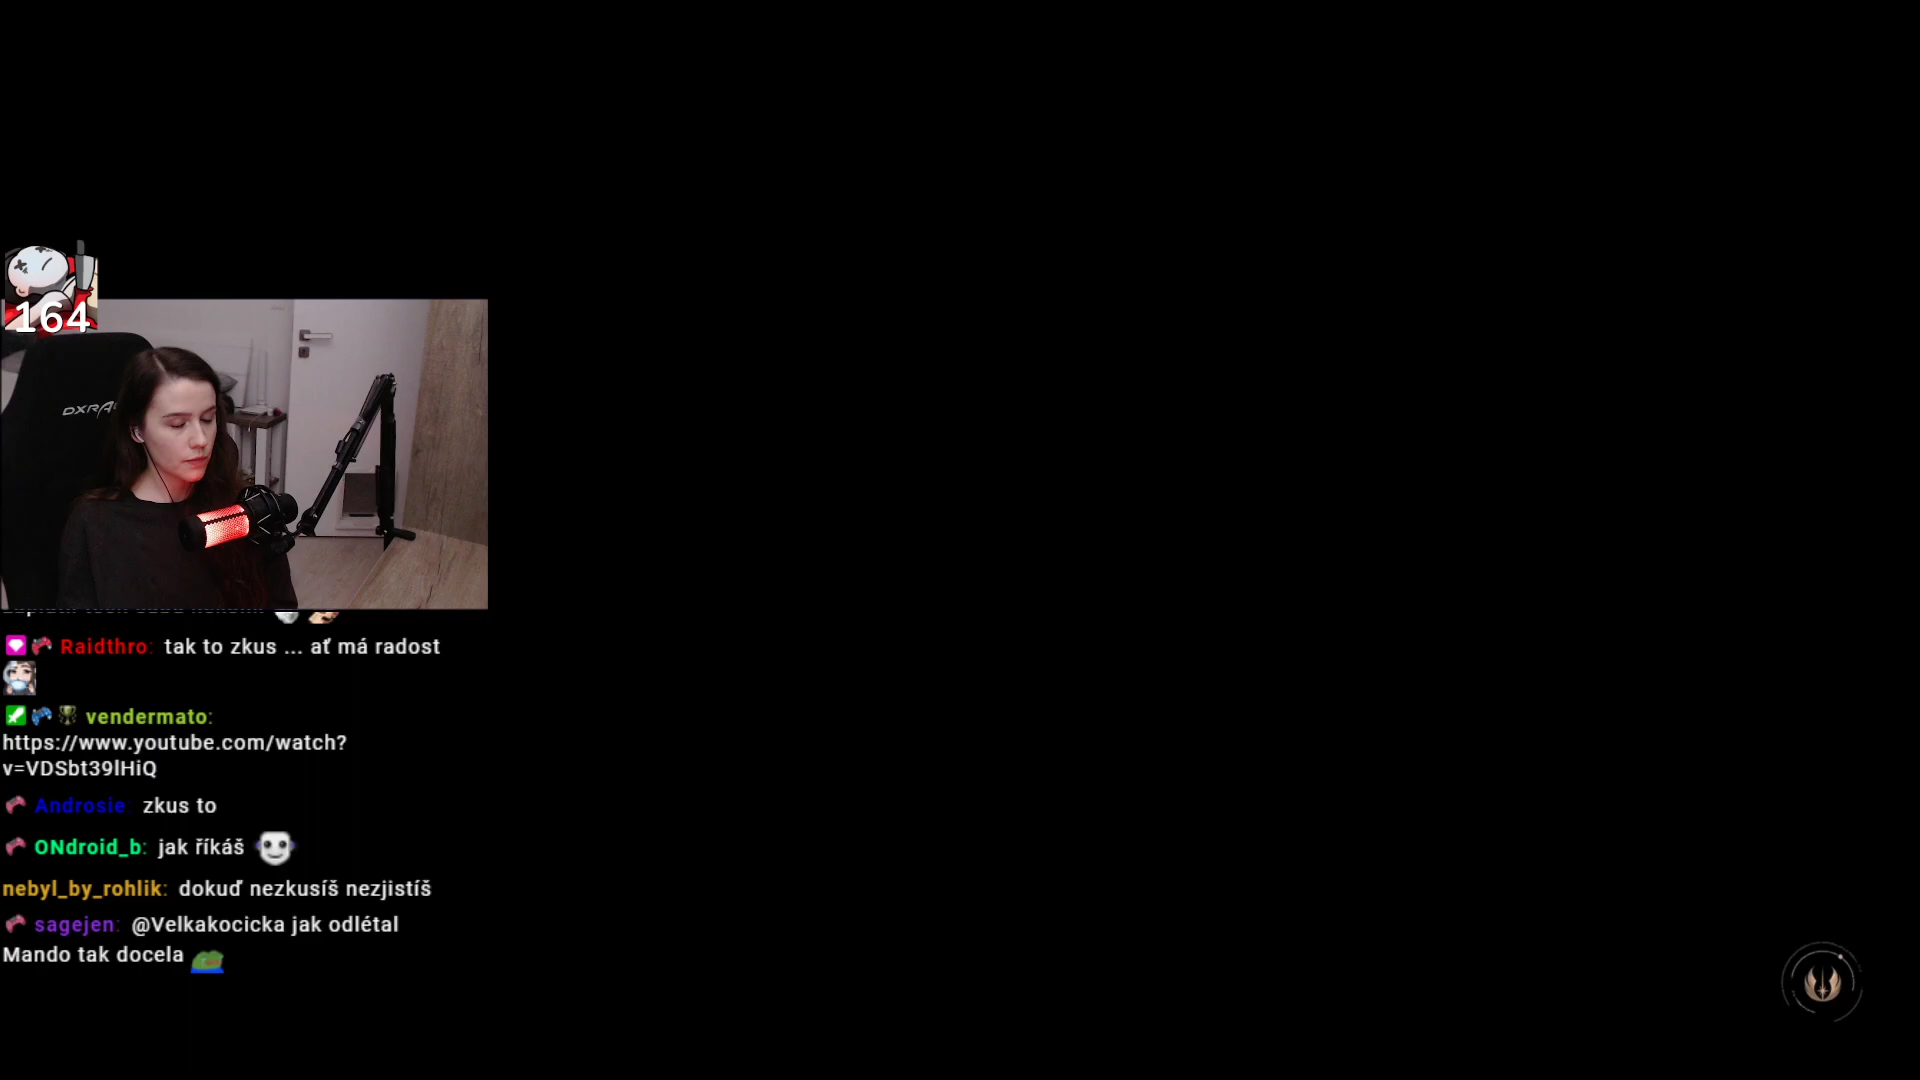 164
DXRA
Raidthro: tak to zkus ... ať má radost
vendermato:
https://www.youtube.com/watch?
v=VDSbt39lHiQ
Androsie: zkus to
ONdroid_b: jak říkáš
nebyl_by_rohlik: dokuď nezkusíš nezjistíš
sagejen: @Velkakocicka jak odlétal
Mando tak docela